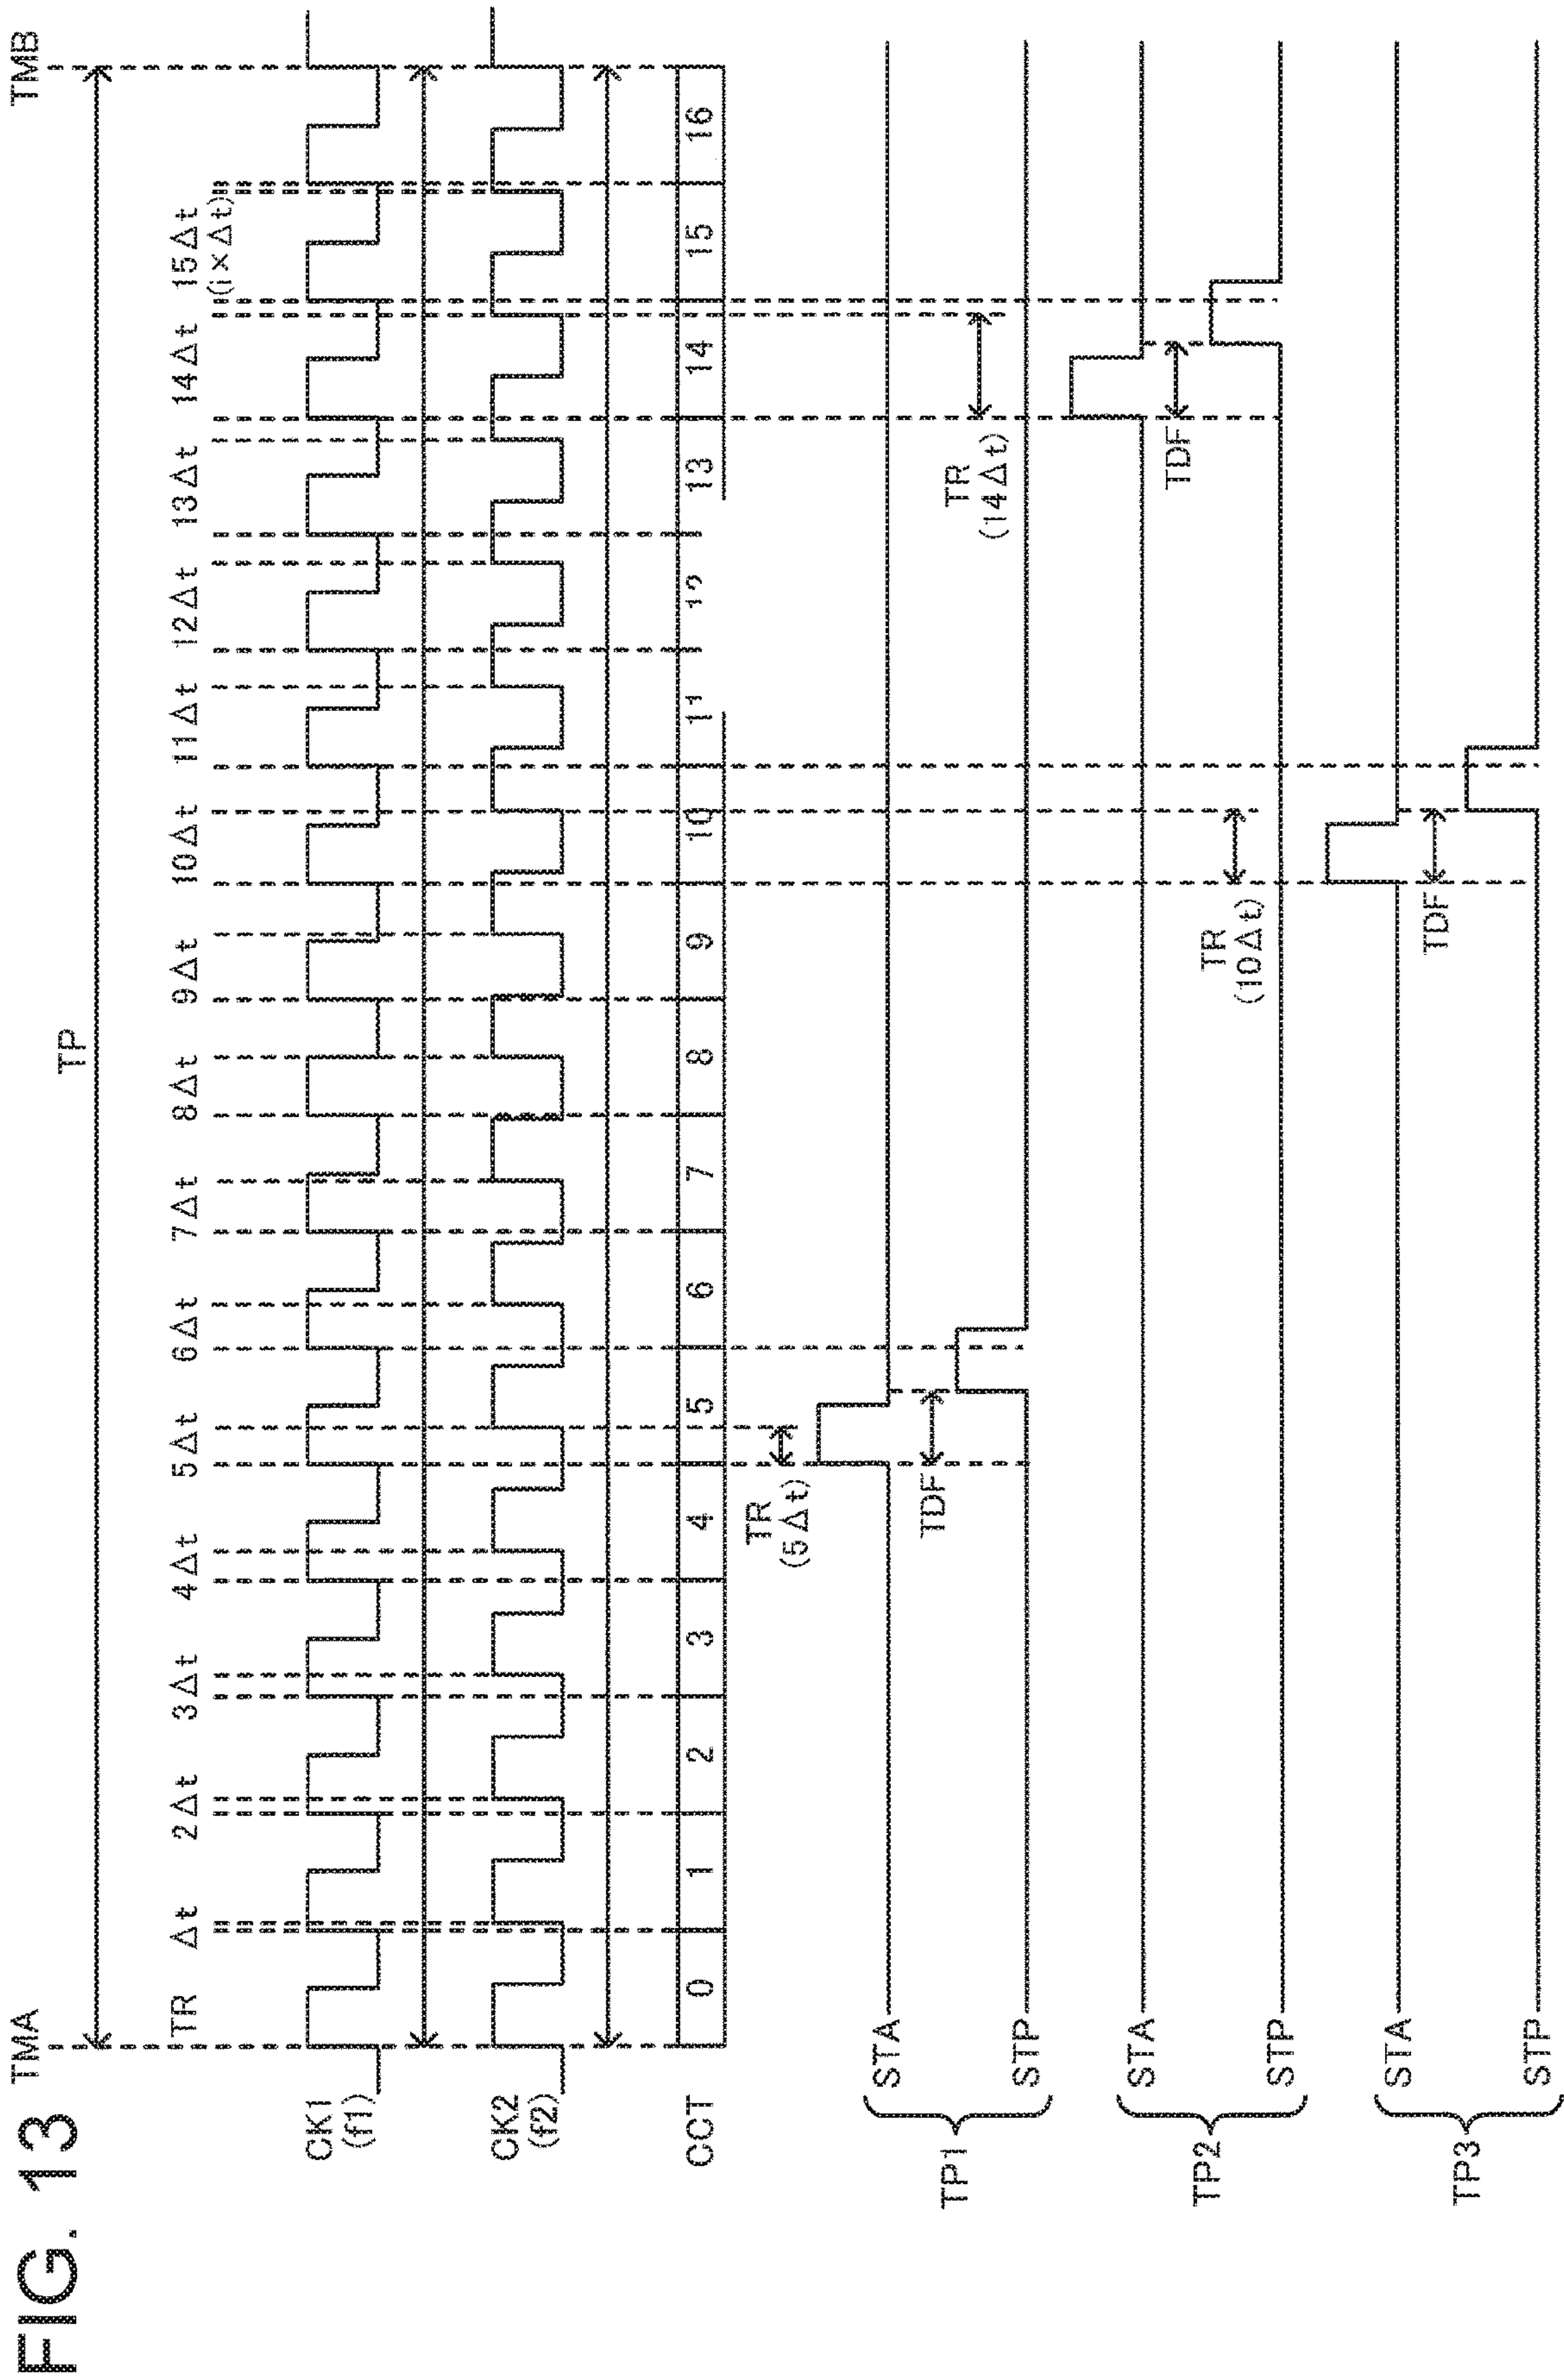 FIG. 13
TMA
TMB
TP
TR Δt 2Δt 3Δt 4Δt 5Δt 6Δt 7Δt 8Δt 9Δt 10Δt 11Δt 12Δt 13Δt 14Δt 15Δt
(i×Δt)
CK1
(f1)
CK2
(f2)
CCT 0 1 2 3 4 5 6 7 8 9 10 11 12 13 14 15 16
TR
(5Δt)
TP1
STA
TDF
STP
TR
(14Δt)
TP2
STA
TDF
STP
TR
(10Δt)
TP3
STA
TDF
STP